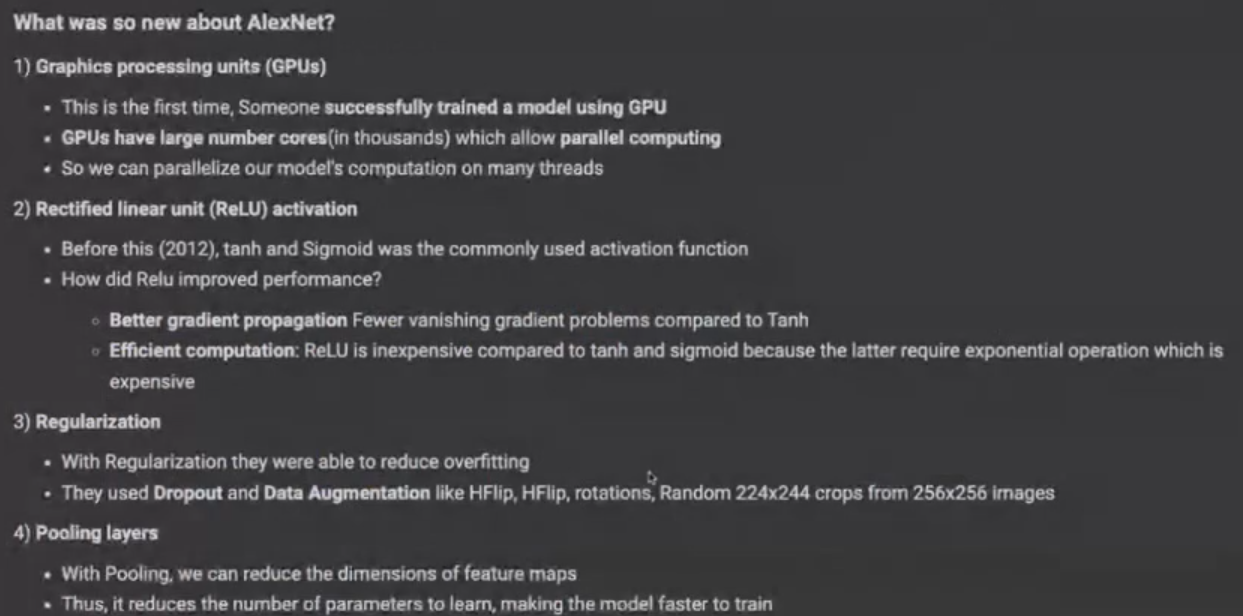 What was so new about AlexNet?
1) Graphics processing units (GPUs)
• This is the first time, Someone successfully trained a model using GPU
• GPUs have large number cores(in thousands) which allow parallel computing
• So we can parallelize our model's computation on many threads
2) Rectified linear unit (ReLU) activation
• Before this (2012), tanh and Sigmoid was the commonly used activation function
• How did Relu improved performance?
◦ Better gradient propagation Fewer vanishing gradient problems compared to Tanh
◦ Efficient computation: ReLU is inexpensive compared to tanh and sigmoid because the latter require exponential operation which is
expensive
3) Regularization
• With Regularization they were able to reduce overfitting
• They used Dropout and Data Augmentation like HFlip, HFlip, rotations, Random 224x244 crops from 256x256 images
4) Pooling layers
• With Pooling, we can reduce the dimensions of feature maps
• Thus, it reduces the number of parameters to learn, making the model faster to train